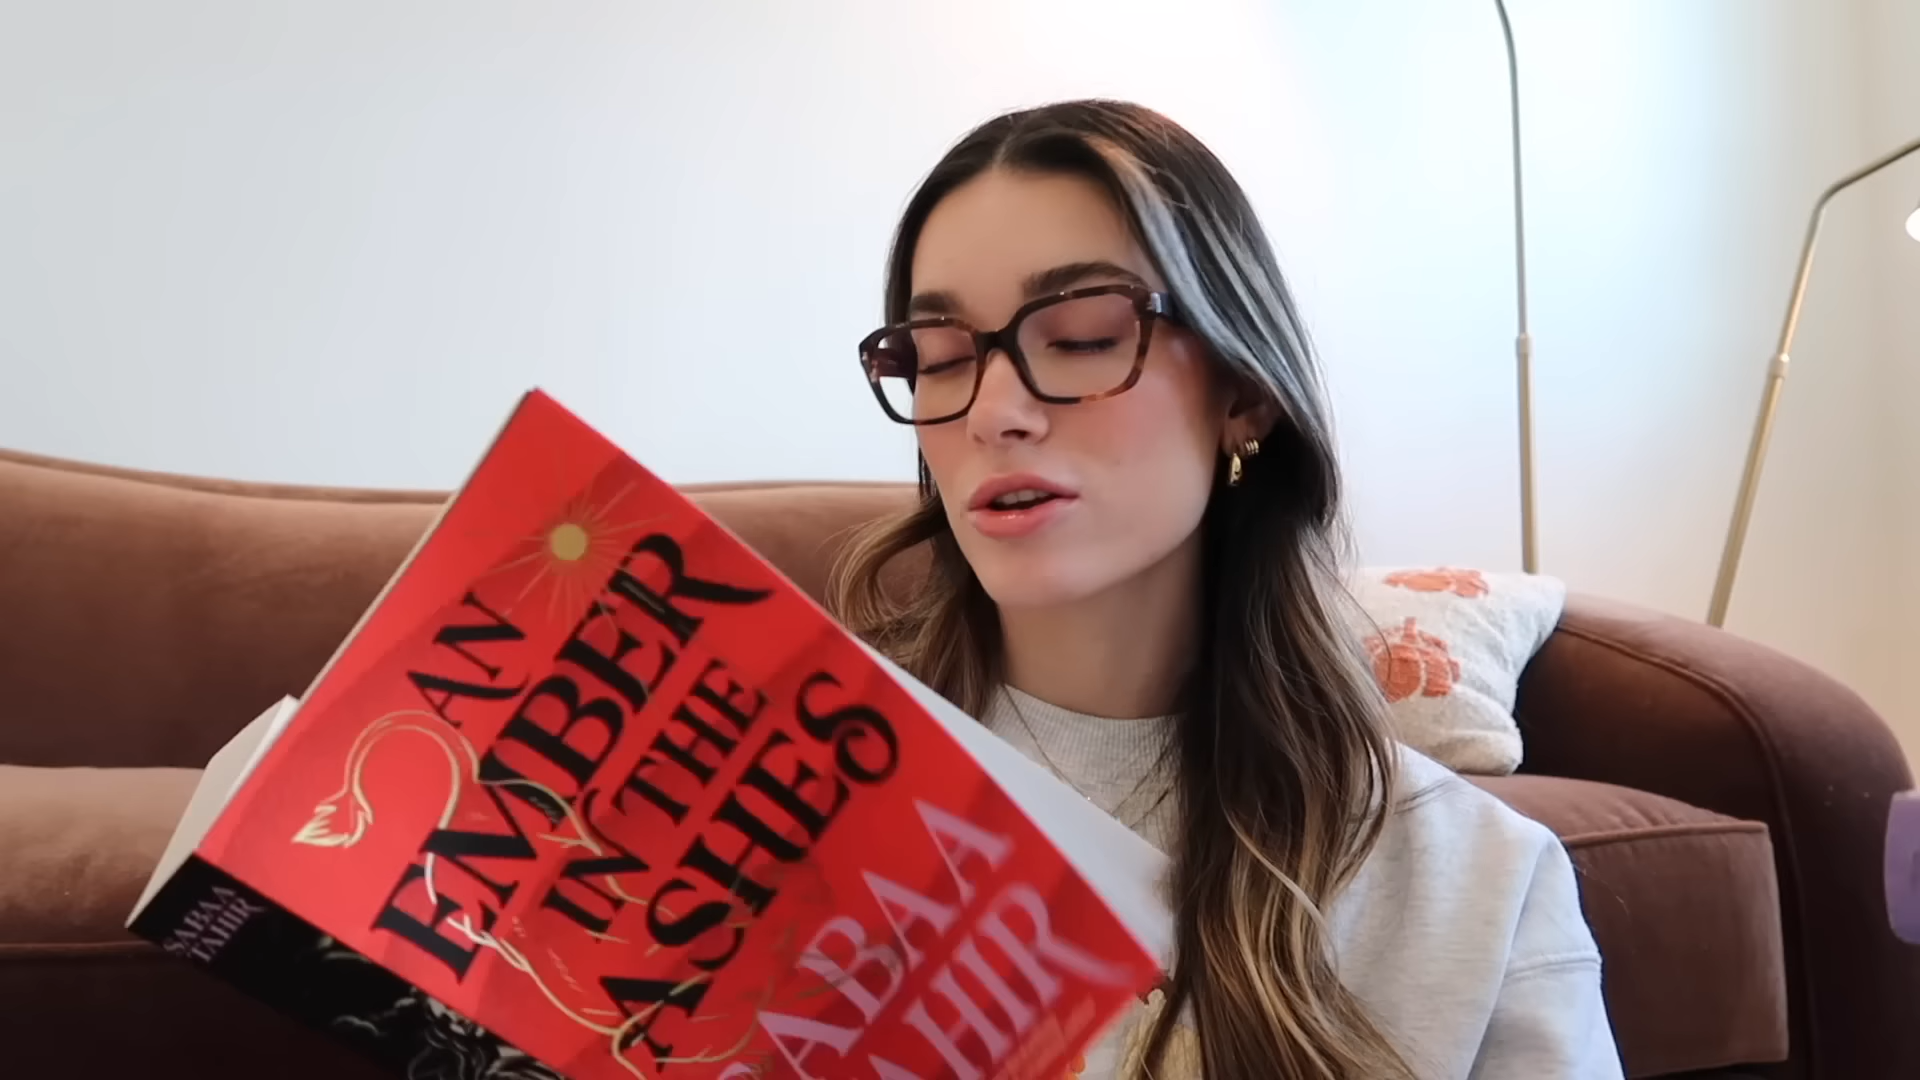 AN
EMBER
IN THE
ASHES
SABAA
TAHIR